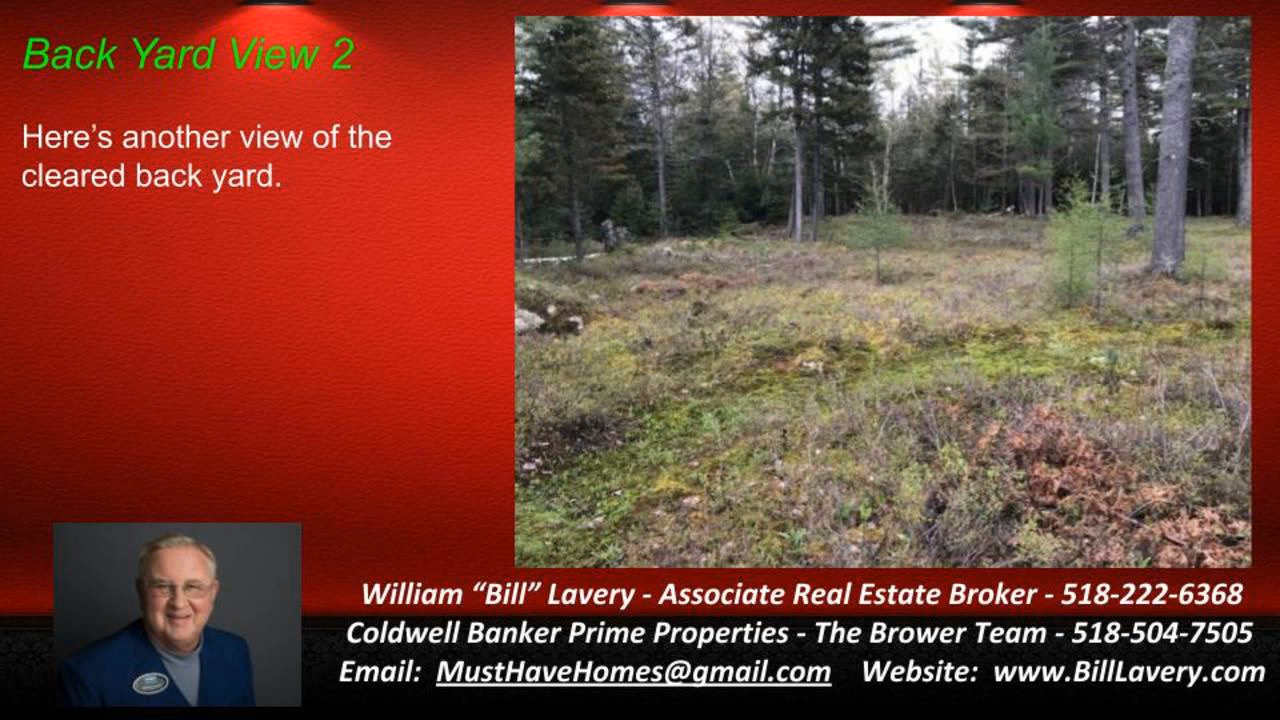 Back Yard View 2
Here’s another view of the
cleared back yard.
William “Bill” Lavery - Associate Real Estate Broker - 518-222-6368
Coldwell Banker Prime Properties - The Brower Team - 518-504-7505
Email: MustHaveHomes@gmail.com Website: www.BillLavery.com